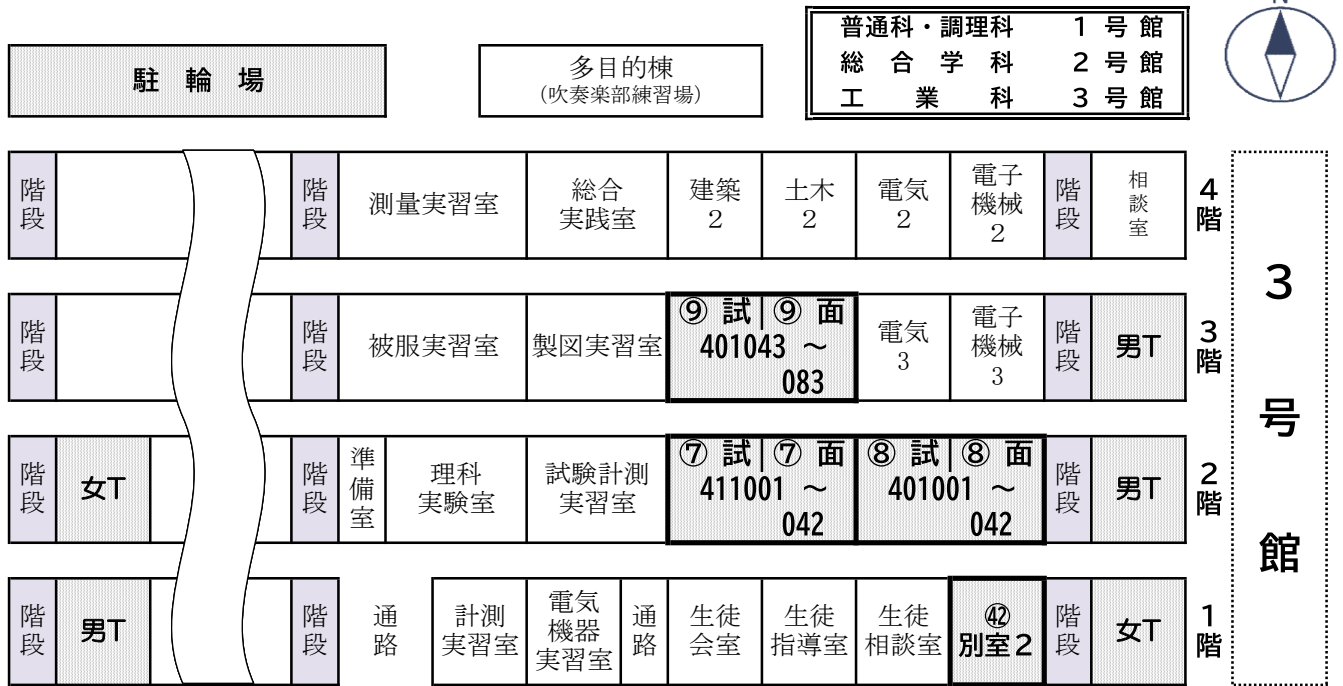 N
普通科・調理科 1号館
総合学科 2号館
工業科 3号館
駐輪場
多目的棟
(吹奏楽部練習場)
階段
階段
測量実習室
総合
実践室
建築
2
土木
2
電気
2
電子
機械
2
階段
相談室
4階
階段
階段
被服実習室
製図実習室
⑨試|⑨面
401043 ~
083
電気
3
電子
機械
3
階段
男T
3階
階段
女T
階段
準備室
理科
実験室
試験計測
実習室
⑦試|⑦面
411001 ~
042
⑧試|⑧面
401001 ~
042
階段
男T
2階
階段
男T
階段
通路
計測
実習室
電気
機器
実習室
通路
生徒
会室
生徒
指導室
生徒
相談室
㊷
別室2
階段
女T
1階
3号館